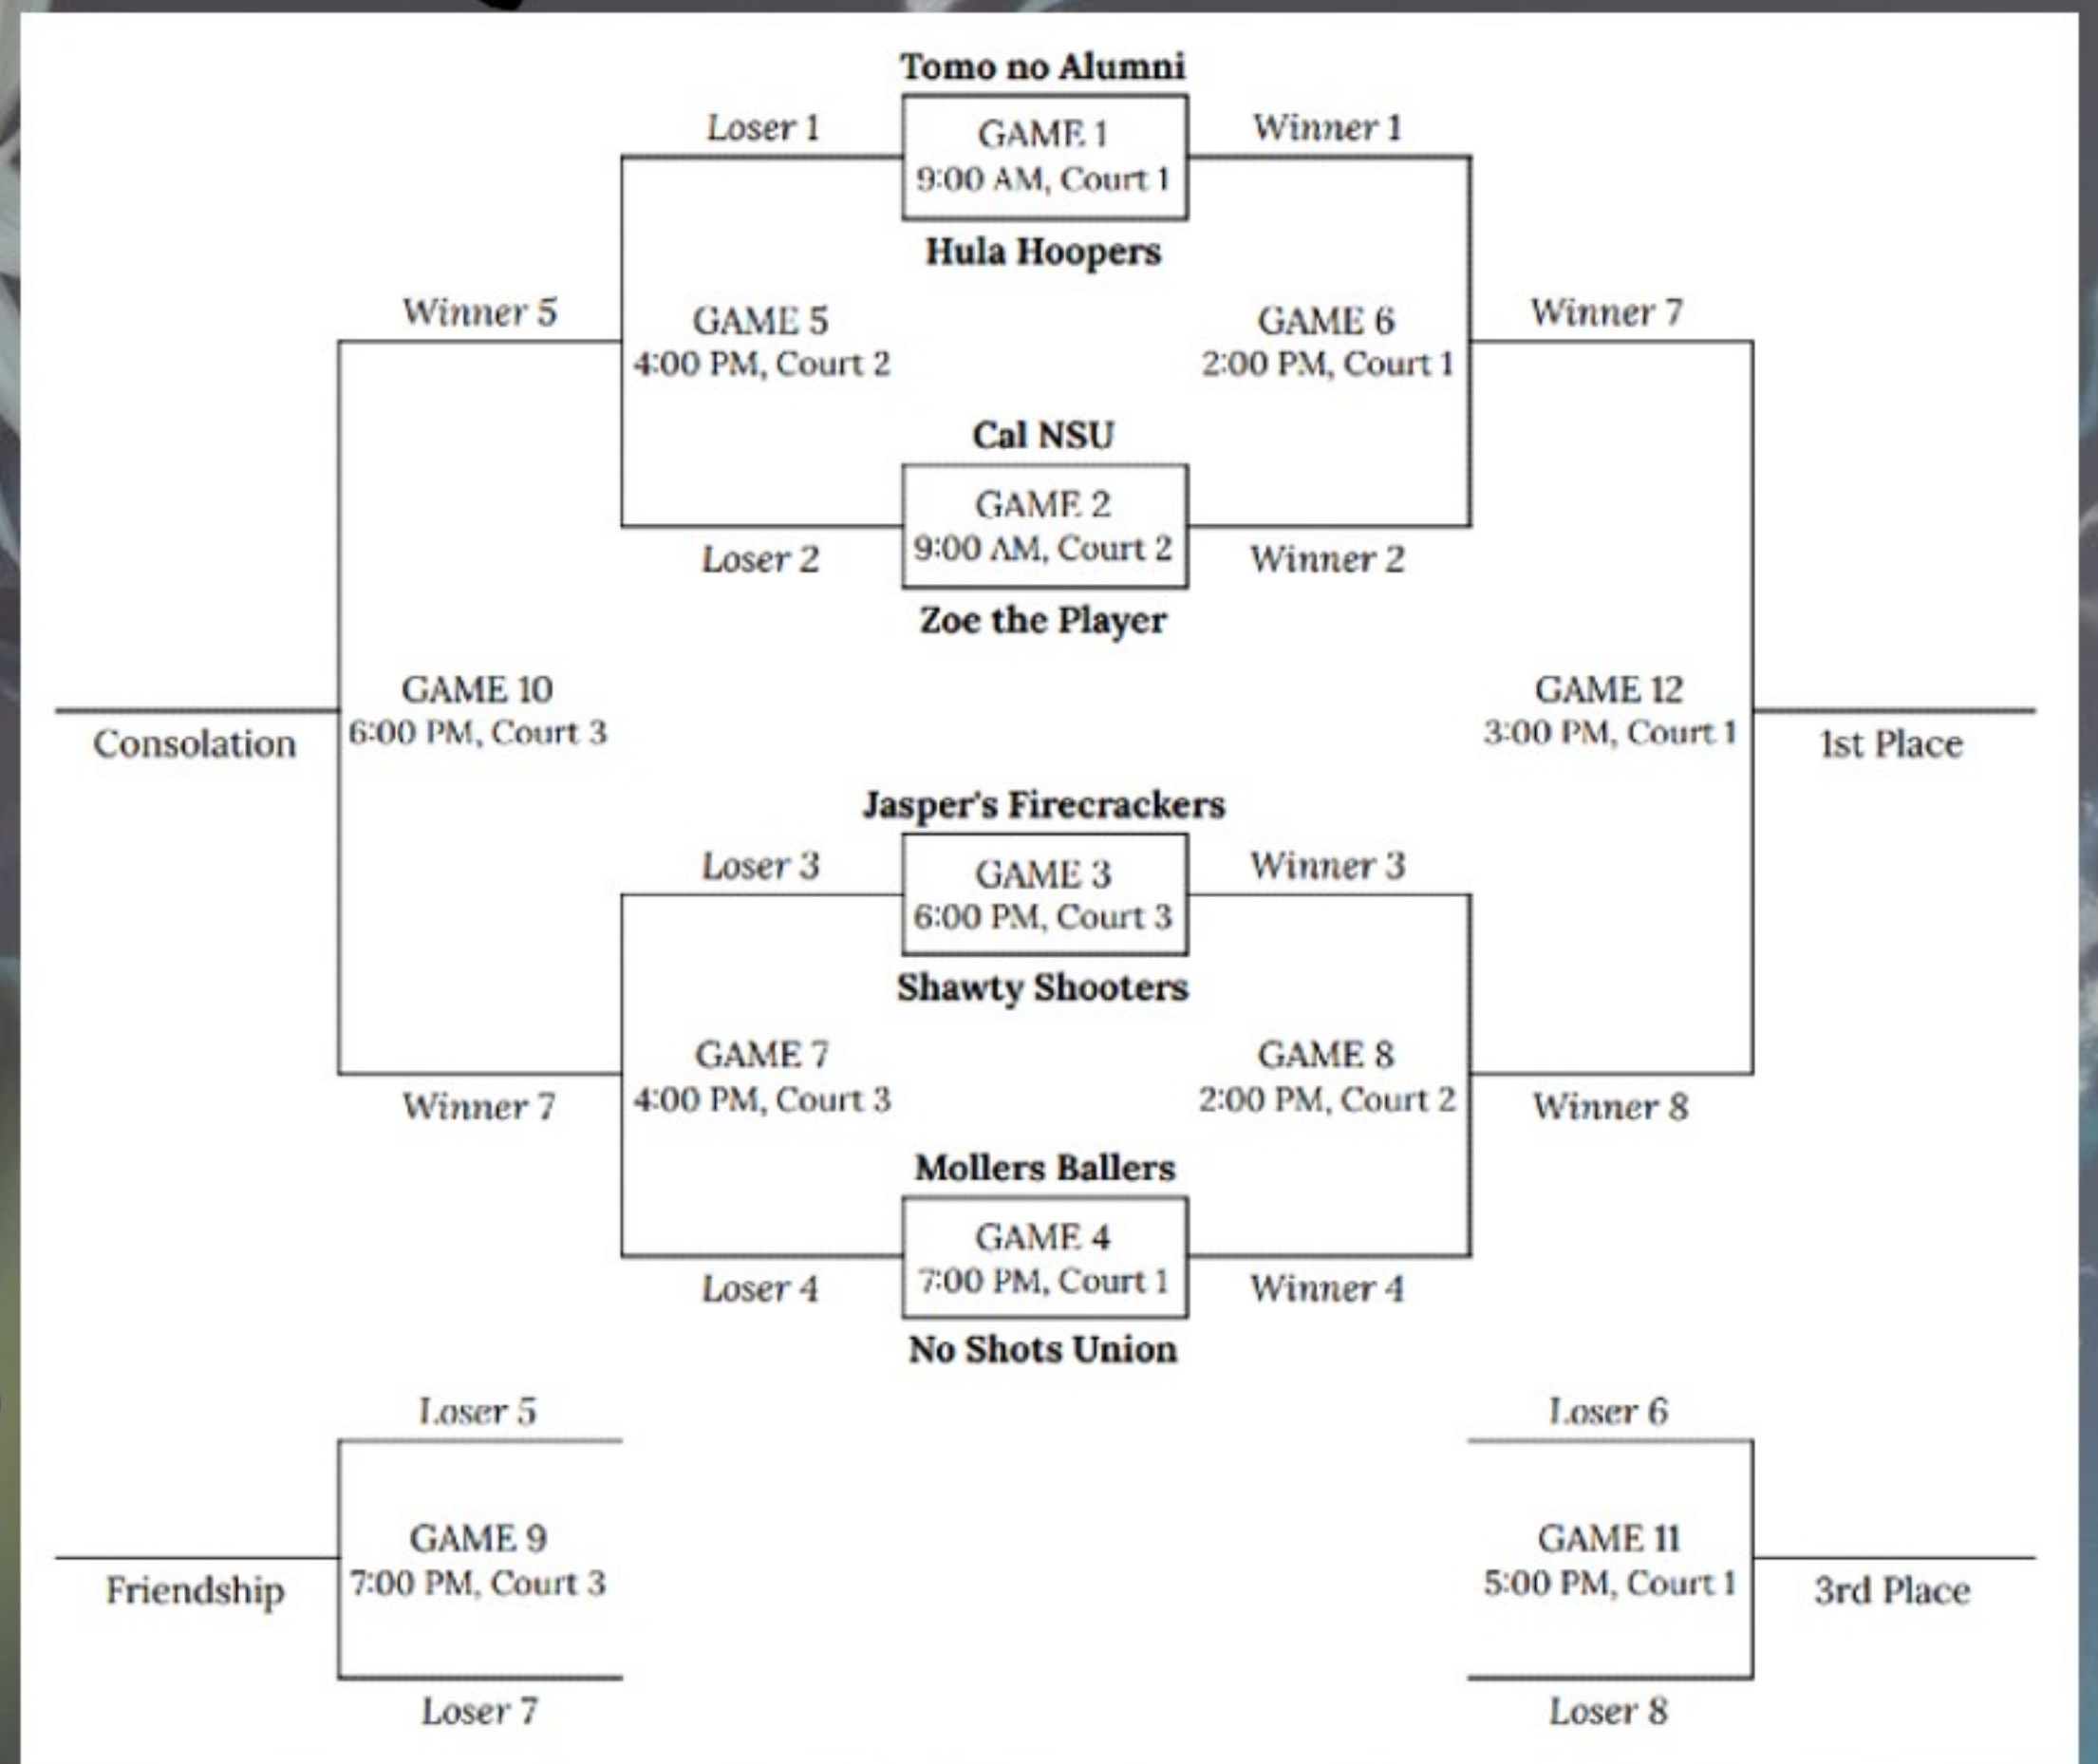 Tomo no Alumni
Loser 1
GAME 1
Winner 1
9:00 AM, Court 1
Hula Hoopers
Winner 5
GAME 5
GAME 6
Winner 7
4:00 PM, Court 2
2:00 PM, Court 1
Cal NSU
GAME 2
9:00 AM, Court 2
Loser 2
Winner 2
Zoe the Player
GAME 10
GAME 12
6:00 PM, Court 3
3:00 PM, Court 1
Consolation
1st Place
Jasper's Firecrackers
Loser 3
GAME 3
Winner 3
6:00 PM, Court 3
Shawty Shooters
GAME 7
GAME 8
4:00 PM, Court 3
2:00 PM, Court 2
Winner 7
Winner 8
Mollers Ballers
GAME 4
7:00 PM, Court 1
Loser 4
Winner 4
No Shots Union
Loser 5
Loser 6
GAME 9
GAME 11
7:00 PM, Court 3
5:00 PM, Court 1
Friendship
3rd Place
Loser 7
Loser 8